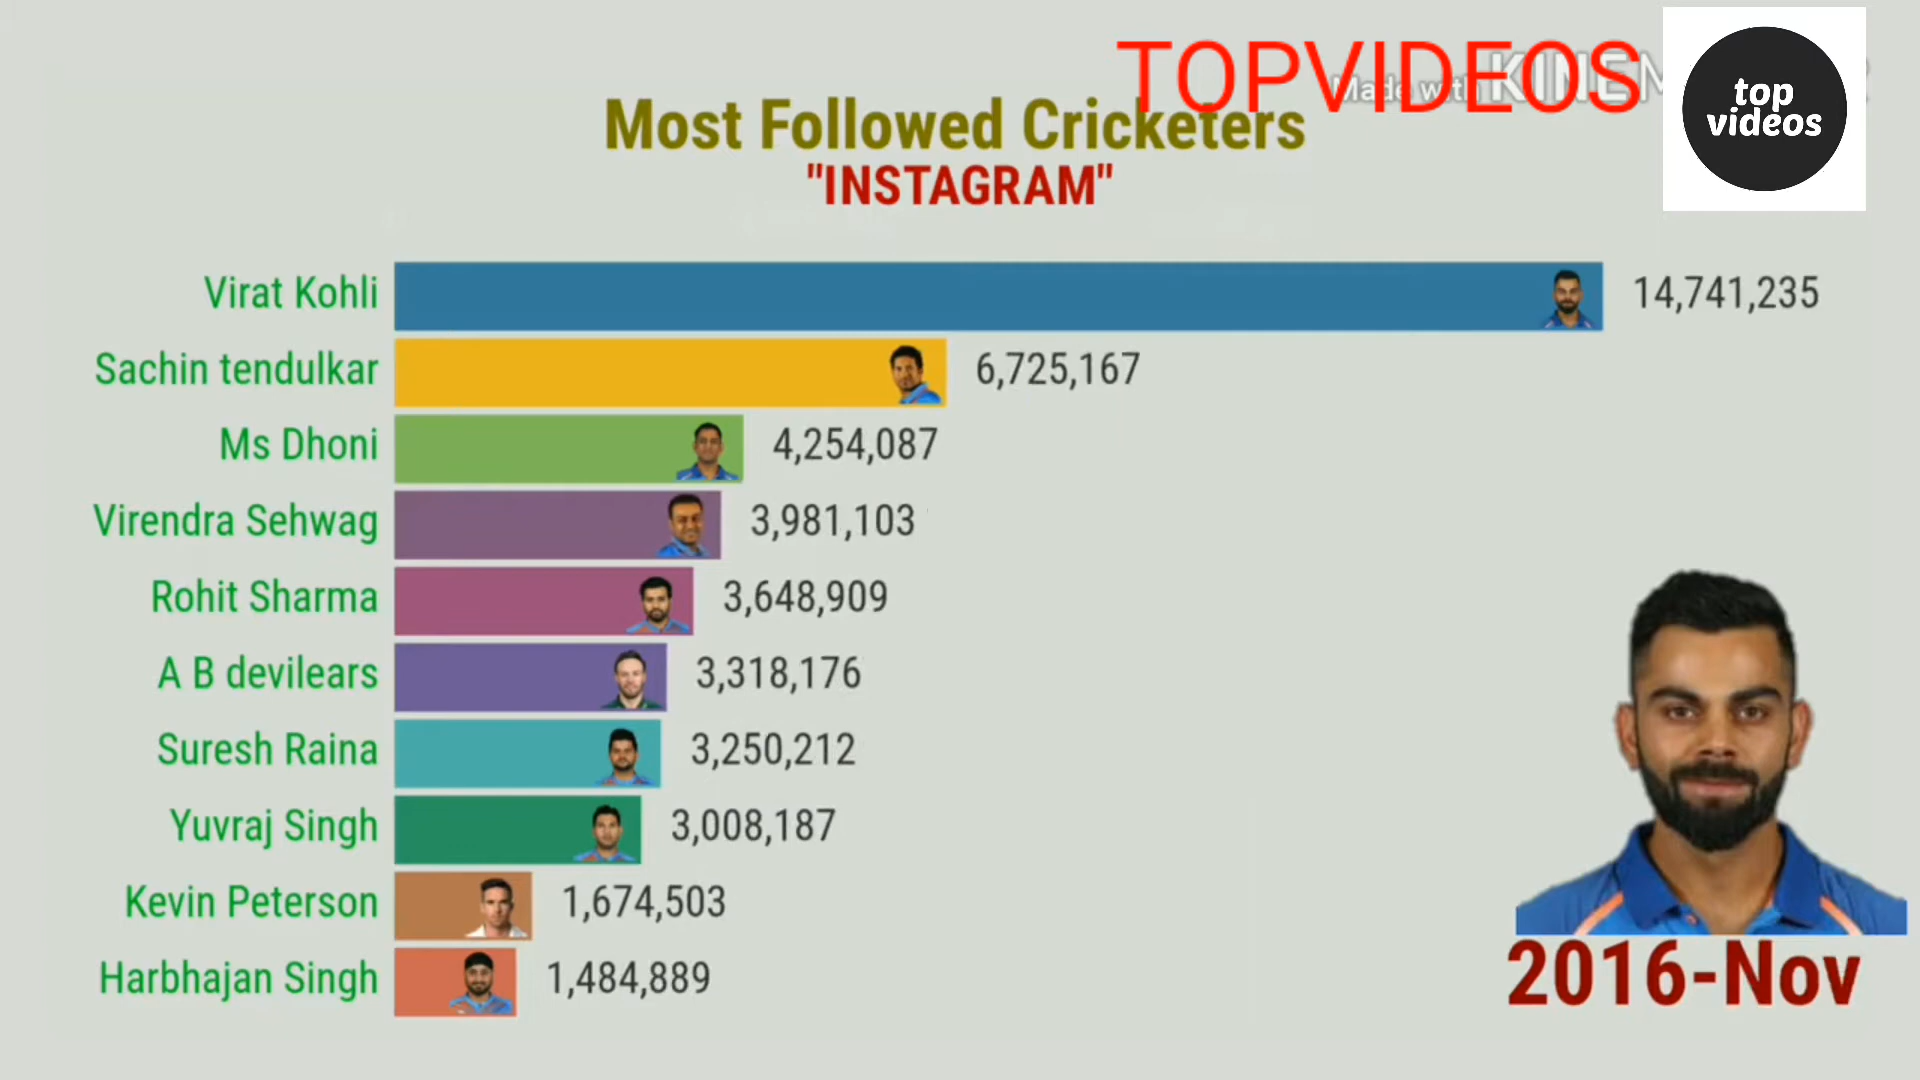 TOPVIDEOS
Made with KINEM
top
videos
Most Followed Cricketers
"INSTAGRAM"
Virat Kohli 14,741,235
Sachin tendulkar 6,725,167
Ms Dhoni 4,254,087
Virendra Sehwag 3,981,103
Rohit Sharma 3,648,909
A B devilears 3,318,176
Suresh Raina 3,250,212
Yuvraj Singh 3,008,187
Kevin Peterson 1,674,503
Harbhajan Singh 1,484,889
2016-Nov